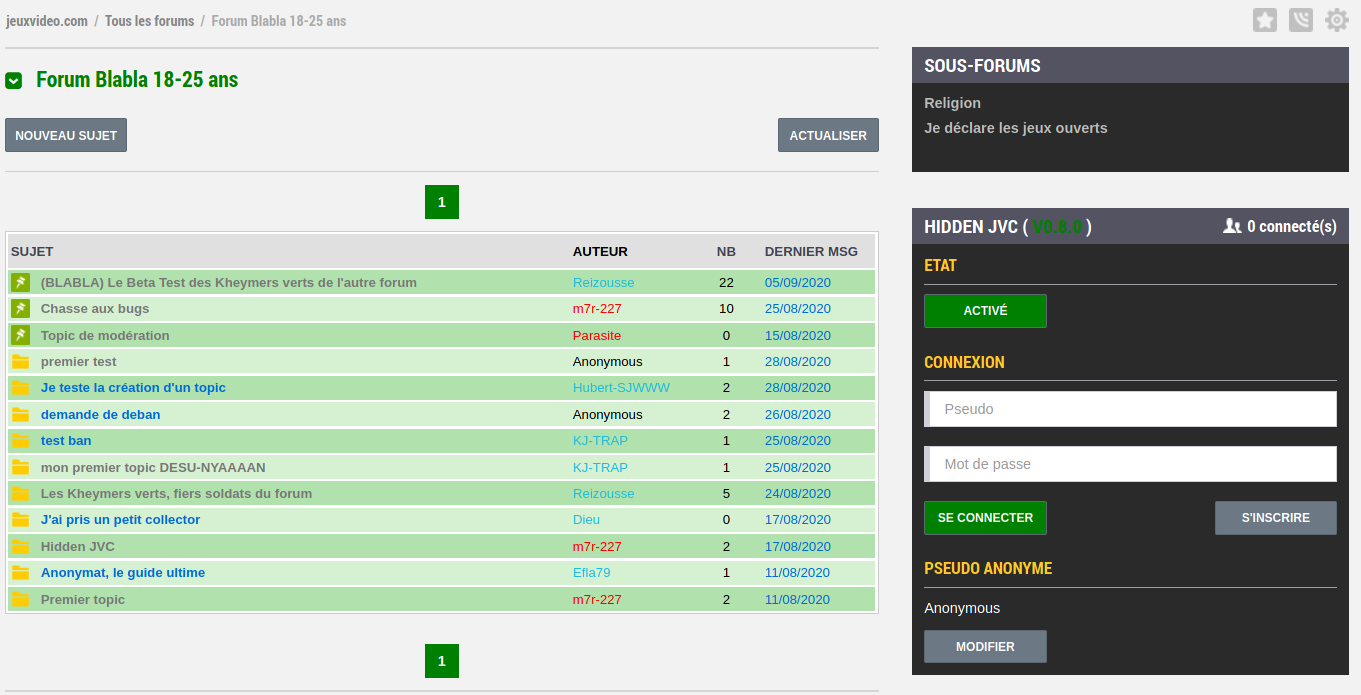 jeuxvideo.com / Tous les forums / Forum Blabla 18-25 ans
Forum Blabla 18-25 ans
NOUVEAU SUJET ACTUALISER
1
SUJET AUTEUR NB DERNIER MSG
(BLABLA) Le Beta Test des Kheymers verts de l'autre forum Reizousse 22 05/09/2020
Chasse aux bugs m7r-227 10 25/08/2020
Topic de modération Parasite 0 15/08/2020
premier test Anonymous 1 28/08/2020
Je teste la création d'un topic Hubert-SJWWW 2 28/08/2020
demande de deban Anonymous 2 26/08/2020
test ban KJ-TRAP 1 25/08/2020
mon premier topic DESU-NYAAAAN KJ-TRAP 1 25/08/2020
Les Kheymers verts, fiers soldats du forum Reizousse 5 24/08/2020
J'ai pris un petit collector Dieu 0 17/08/2020
Hidden JVC m7r-227 2 17/08/2020
Anonymat, le guide ultime Efla79 1 11/08/2020
Premier topic m7r-227 2 11/08/2020
1
SOUS-FORUMS
Religion
Je déclare les jeux ouverts
HIDDEN JVC ( V0.8.0 ) 0 connecté(s)
ETAT
ACTIVÉ
CONNEXION
Pseudo
Mot de passe
SE CONNECTER S'INSCRIRE
PSEUDO ANONYME
Anonymous
MODIFIER